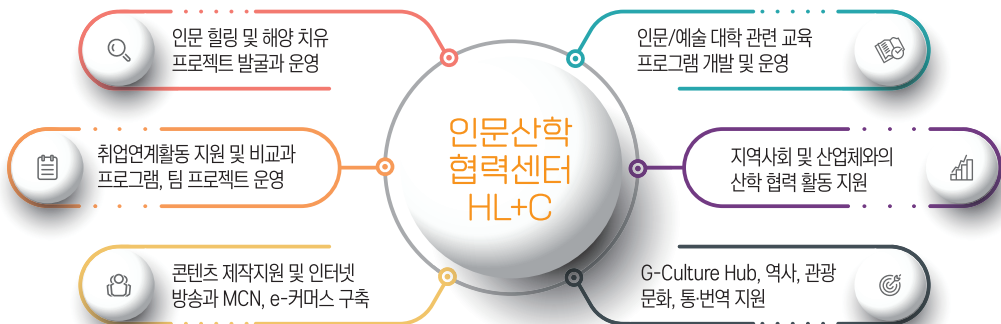 인문 힐링 및 해양 치유
프로젝트 발굴과 운영
취업연계활동 지원 및 비교과
프로그램, 팀 프로젝트 운영
콘텐츠 제작지원 및 인터넷
방송과 MCN, e-커머스 구축
인문산학
협력센터
HL+C
인문/예술 대학 관련 교육
프로그램 개발 및 운영
지역사회 및 산업체와의
산학 협력 활동 지원
G-Culture Hub, 역사, 관광
문화, 통·번역 지원